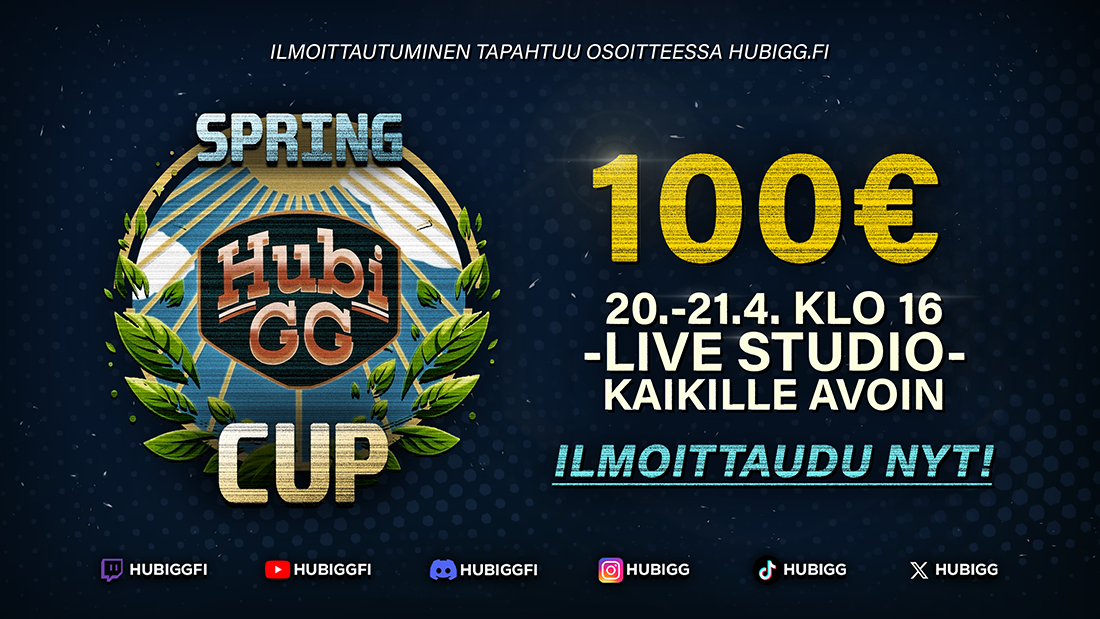 ILMOITTAUTUMINEN TAPAHTUU OSOITTEESSA HUBIGG.FI
SPRING
Hubi
GG
CUP
100€
20.-21.4. KLO 16
-LIVE STUDIO-
KAIKILLE AVOIN
ILMOITTAUDU NYT!
HUBIGGFI HUBIGGFI HUBIGGFI HUBIGG HUBIGG HUBIGG